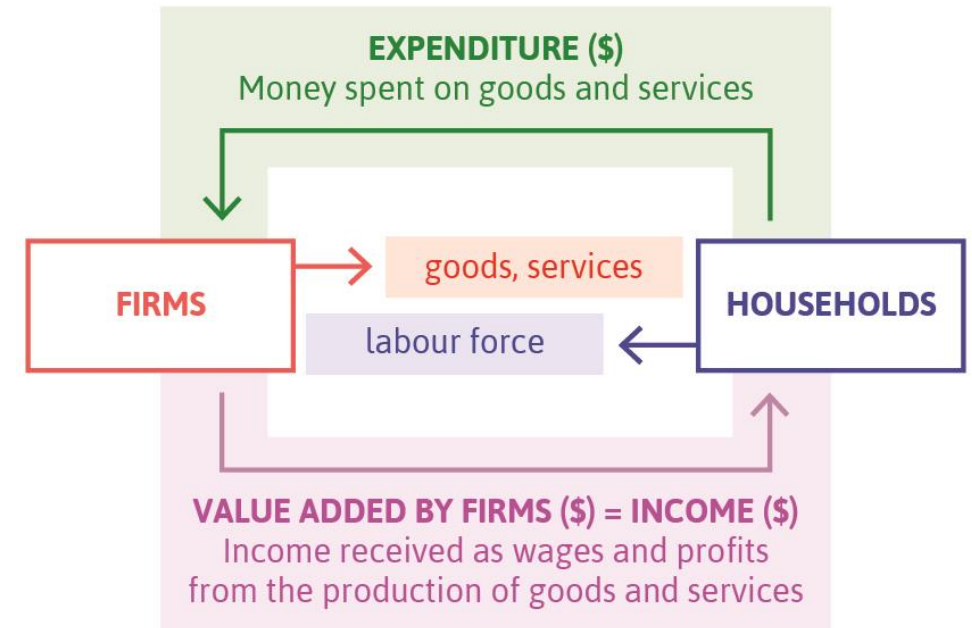 EXPENDITURE ($)
Money spent on goods and services
goods, services
FIRMS
HOUSEHOLDS
labour force
VALUE ADDED BY FIRMS ($) = INCOME ($)
Income received as wages and profits
from the production of goods and services